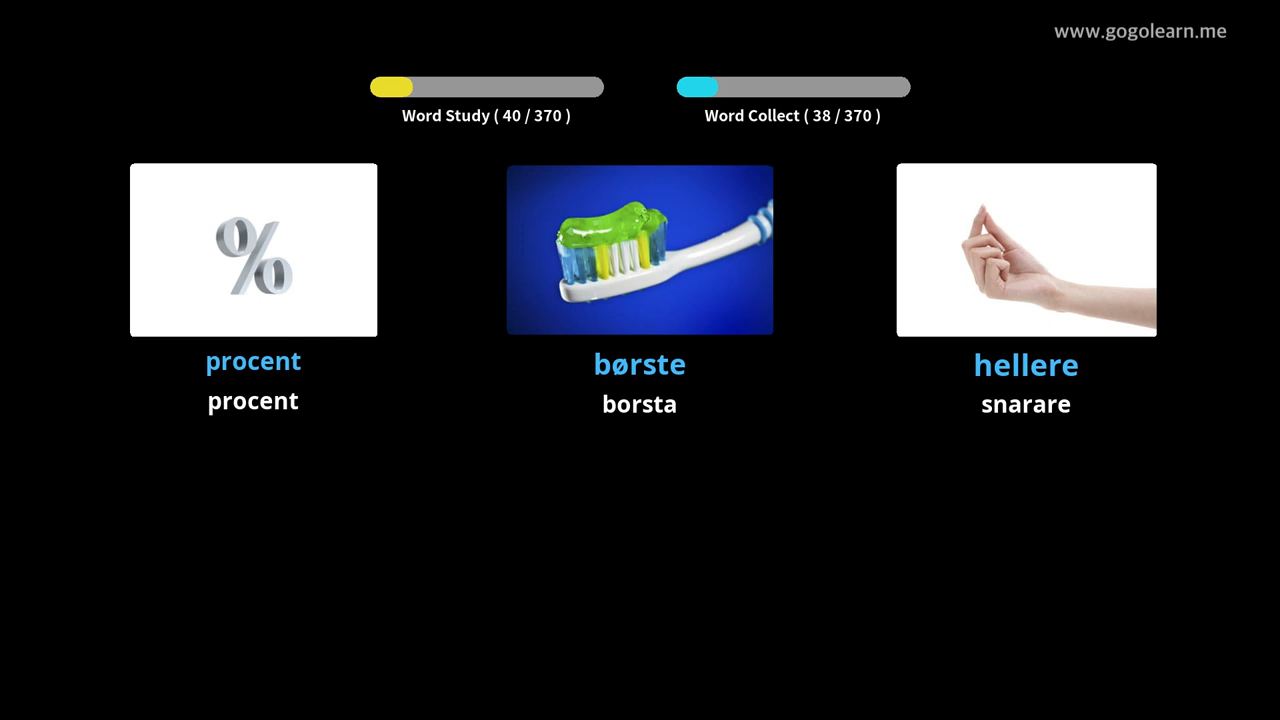 www.gogolearn.me
Word Study ( 40 / 370 )
Word Collect ( 38 / 370 )
%
procent
procent
børste
borsta
hellere
snarare